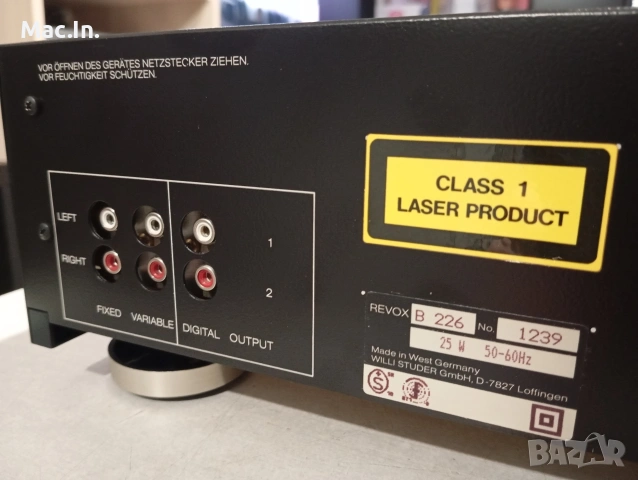 Mac.In.
VOR ÖFFNEN DES GERÄTES NETZSTECKER ZIEHEN.
VOR FEUCHTIGKEIT SCHÜTZEN.
LEFT
RIGHT
1
2
FIXED VARIABLE
DIGITAL OUTPUT
CLASS 1
LASER PRODUCT
REVOX B 226 No. 1239
25 W 50-60Hz
Made in West Germany
WILLI STUDER GmbH, D-7827 Löffingen
BAZAR